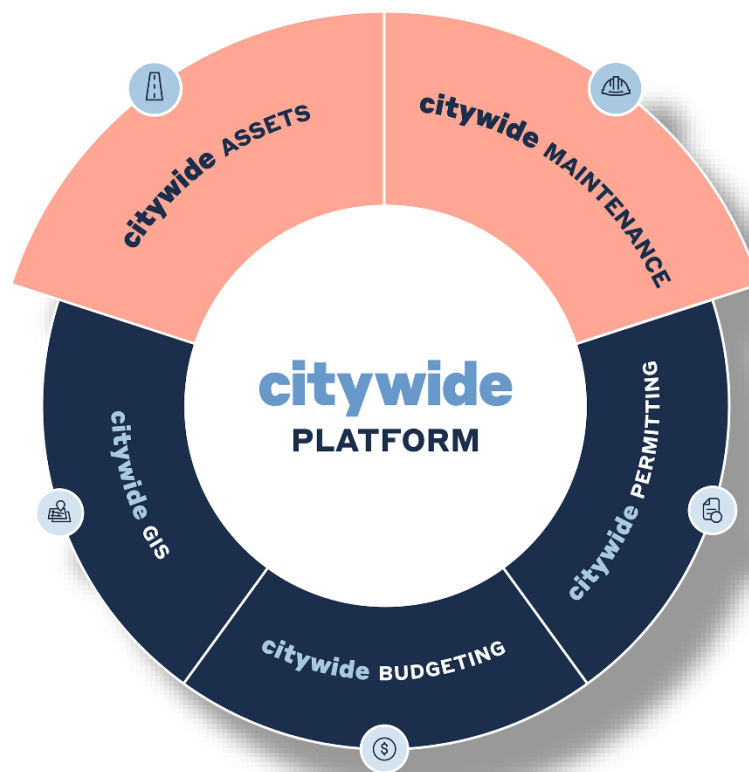 citywide ASSETS
citywide MAINTENANCE
citywide
PLATFORM
citywide GIS
citywide PERMITTING
citywide BUDGETING
$